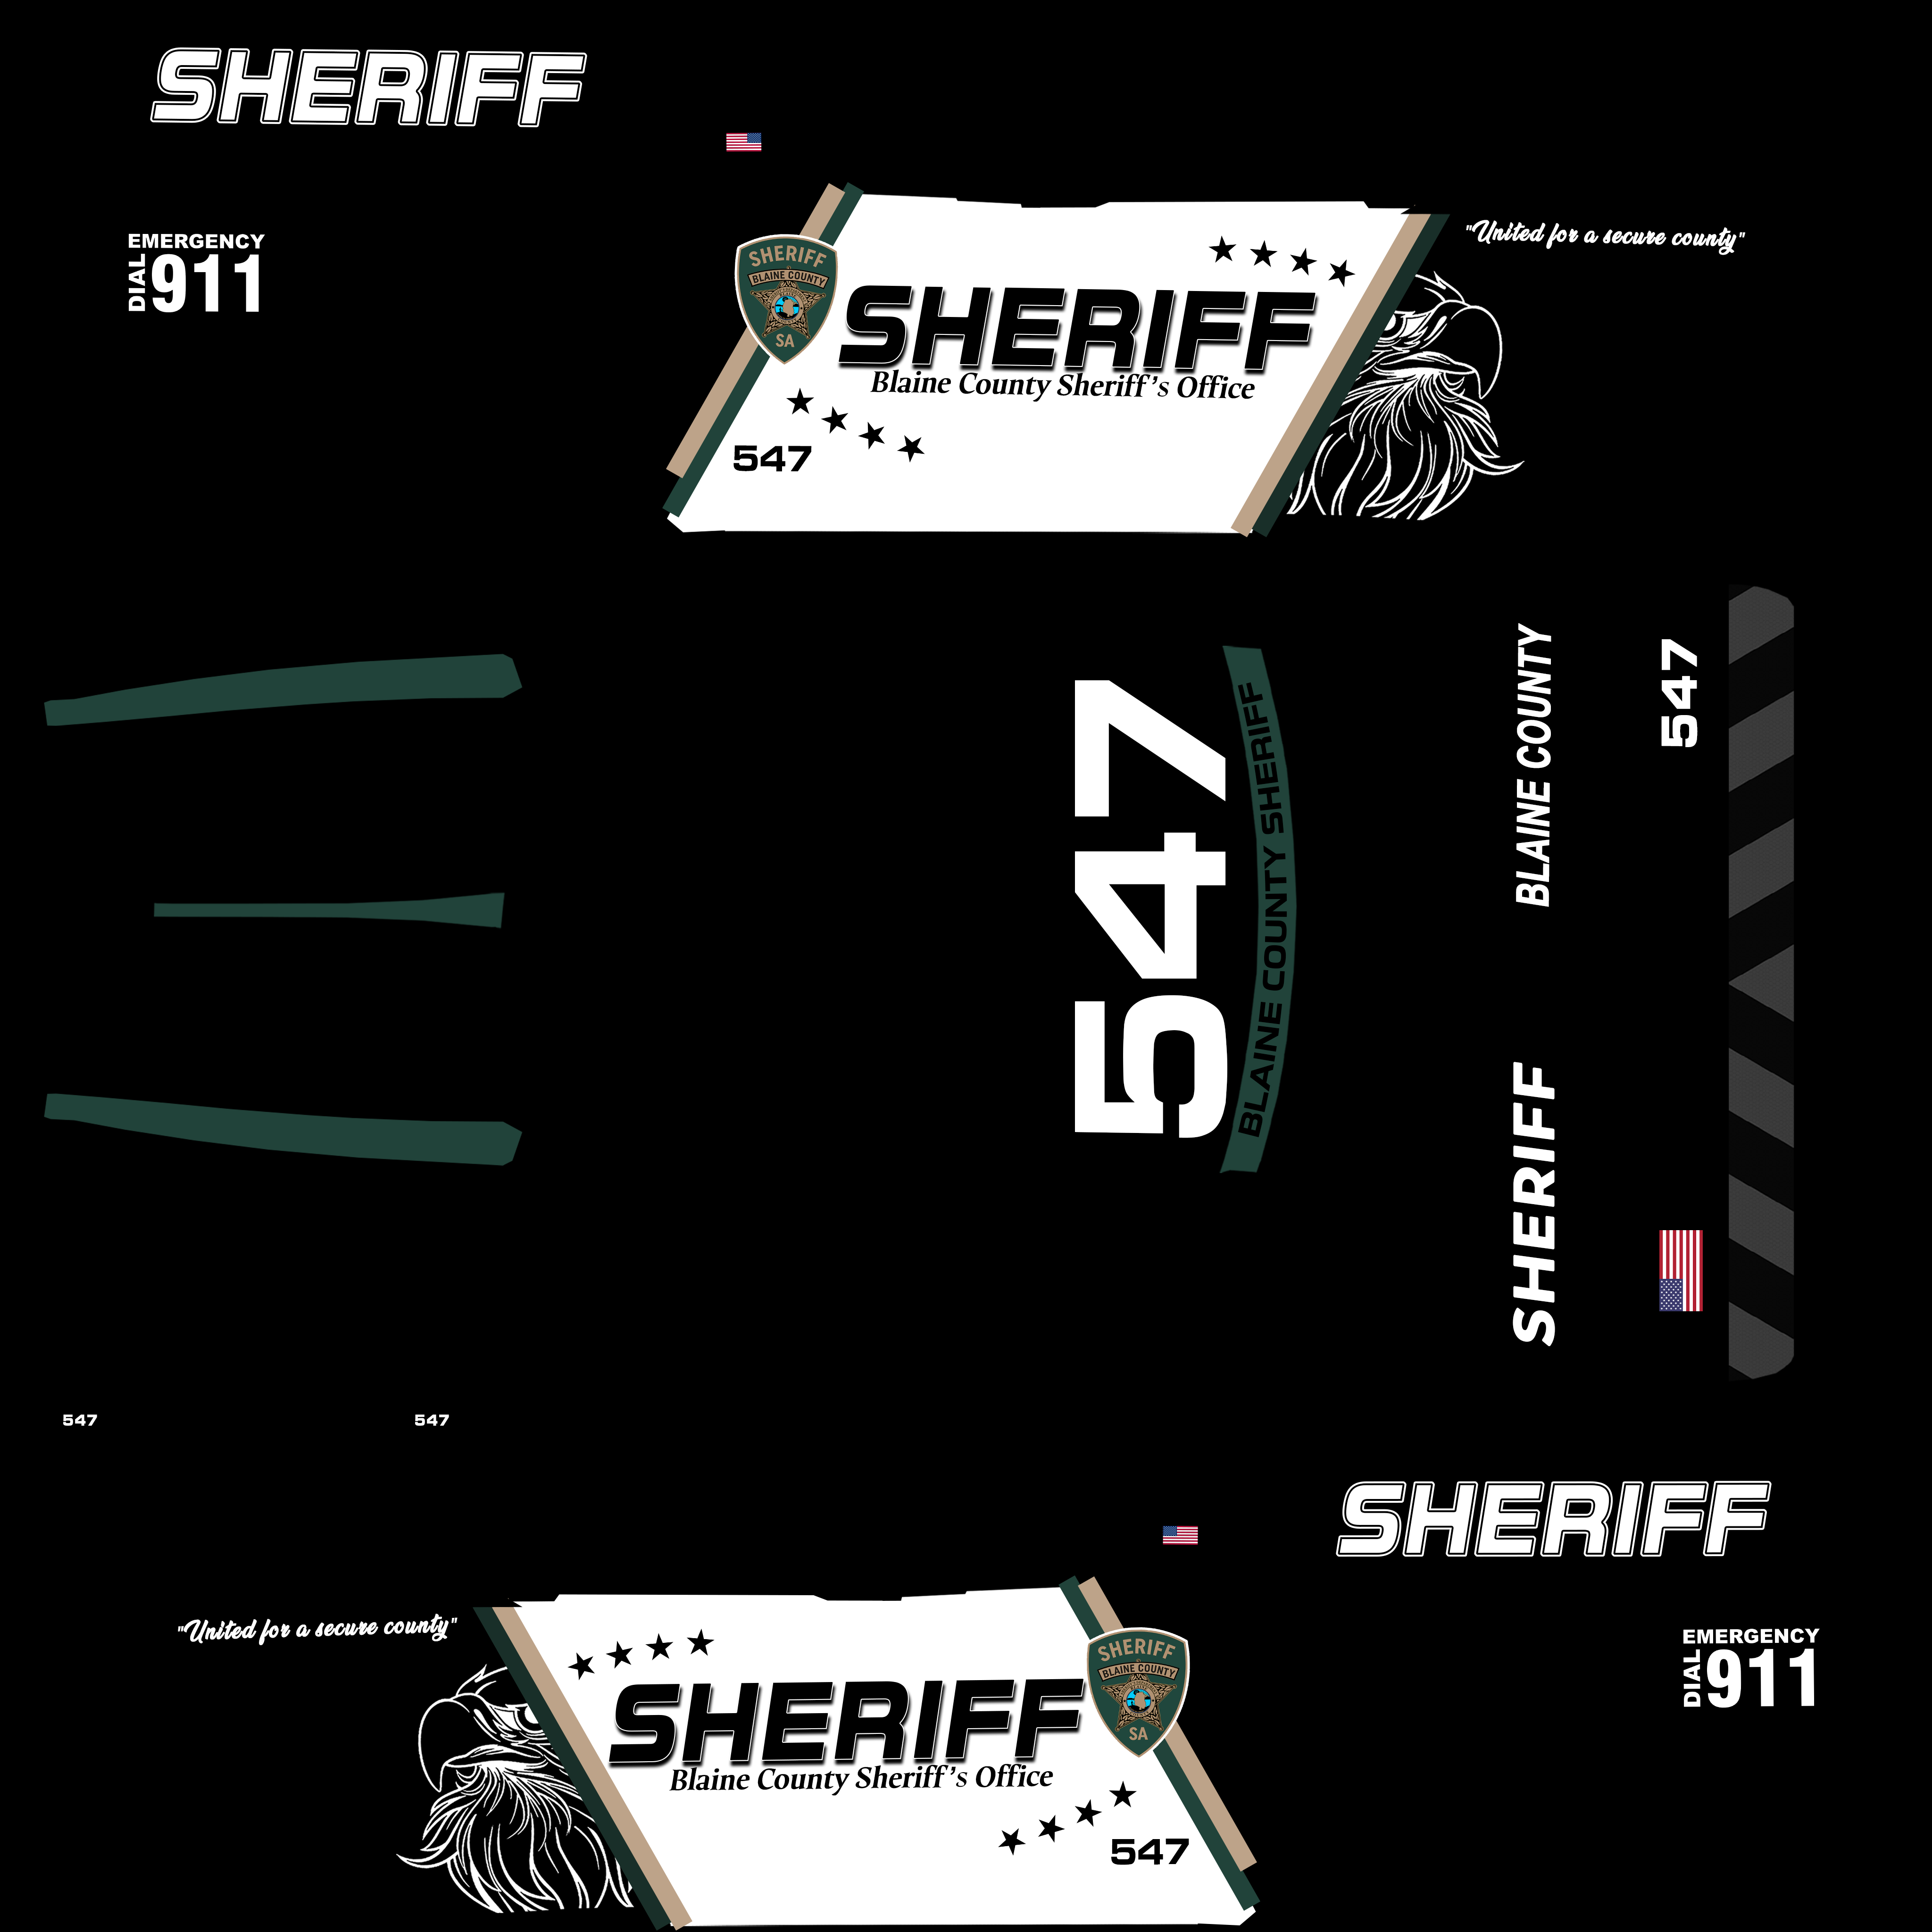 SHERIFF
EMERGENCY
DIAL 911
"United for a secure county"
SHERIFF
BLAINE COUNTY
SA
SHERIFF
Blaine County Sheriff's Office
547
547
BLAINE COUNTY SHERIFF
BLAINE COUNTY
SHERIFF
547
547
547
SHERIFF
"United for a secure county"
SHERIFF
BLAINE COUNTY
SA
SHERIFF
Blaine County Sheriff's Office
547
EMERGENCY
DIAL 911